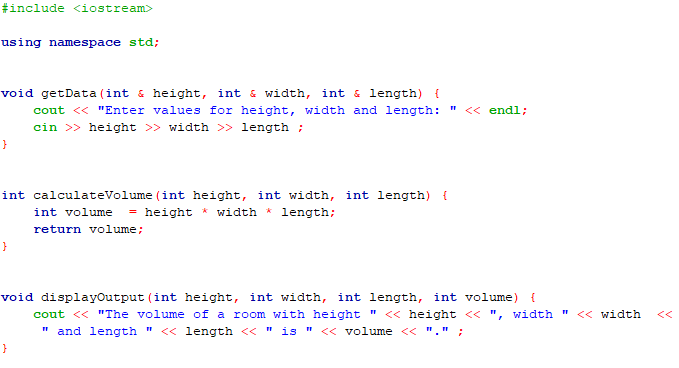 #include <iostream>
using namespace std;
void getData(int & height, int & width, int & length) {
cout << "Enter values for height, width and length: " << endl;
cin >> height >> width >> length ;
}
int calculateVolume(int height, int width, int length) {
int volume  = height * width * length;
return volume;
}
void displayOutput(int height, int width, int length, int volume) {
cout << "The volume of a room with height " << height << ", width " << width  <<
" and length " << length << " is " << volume << "." ;
}